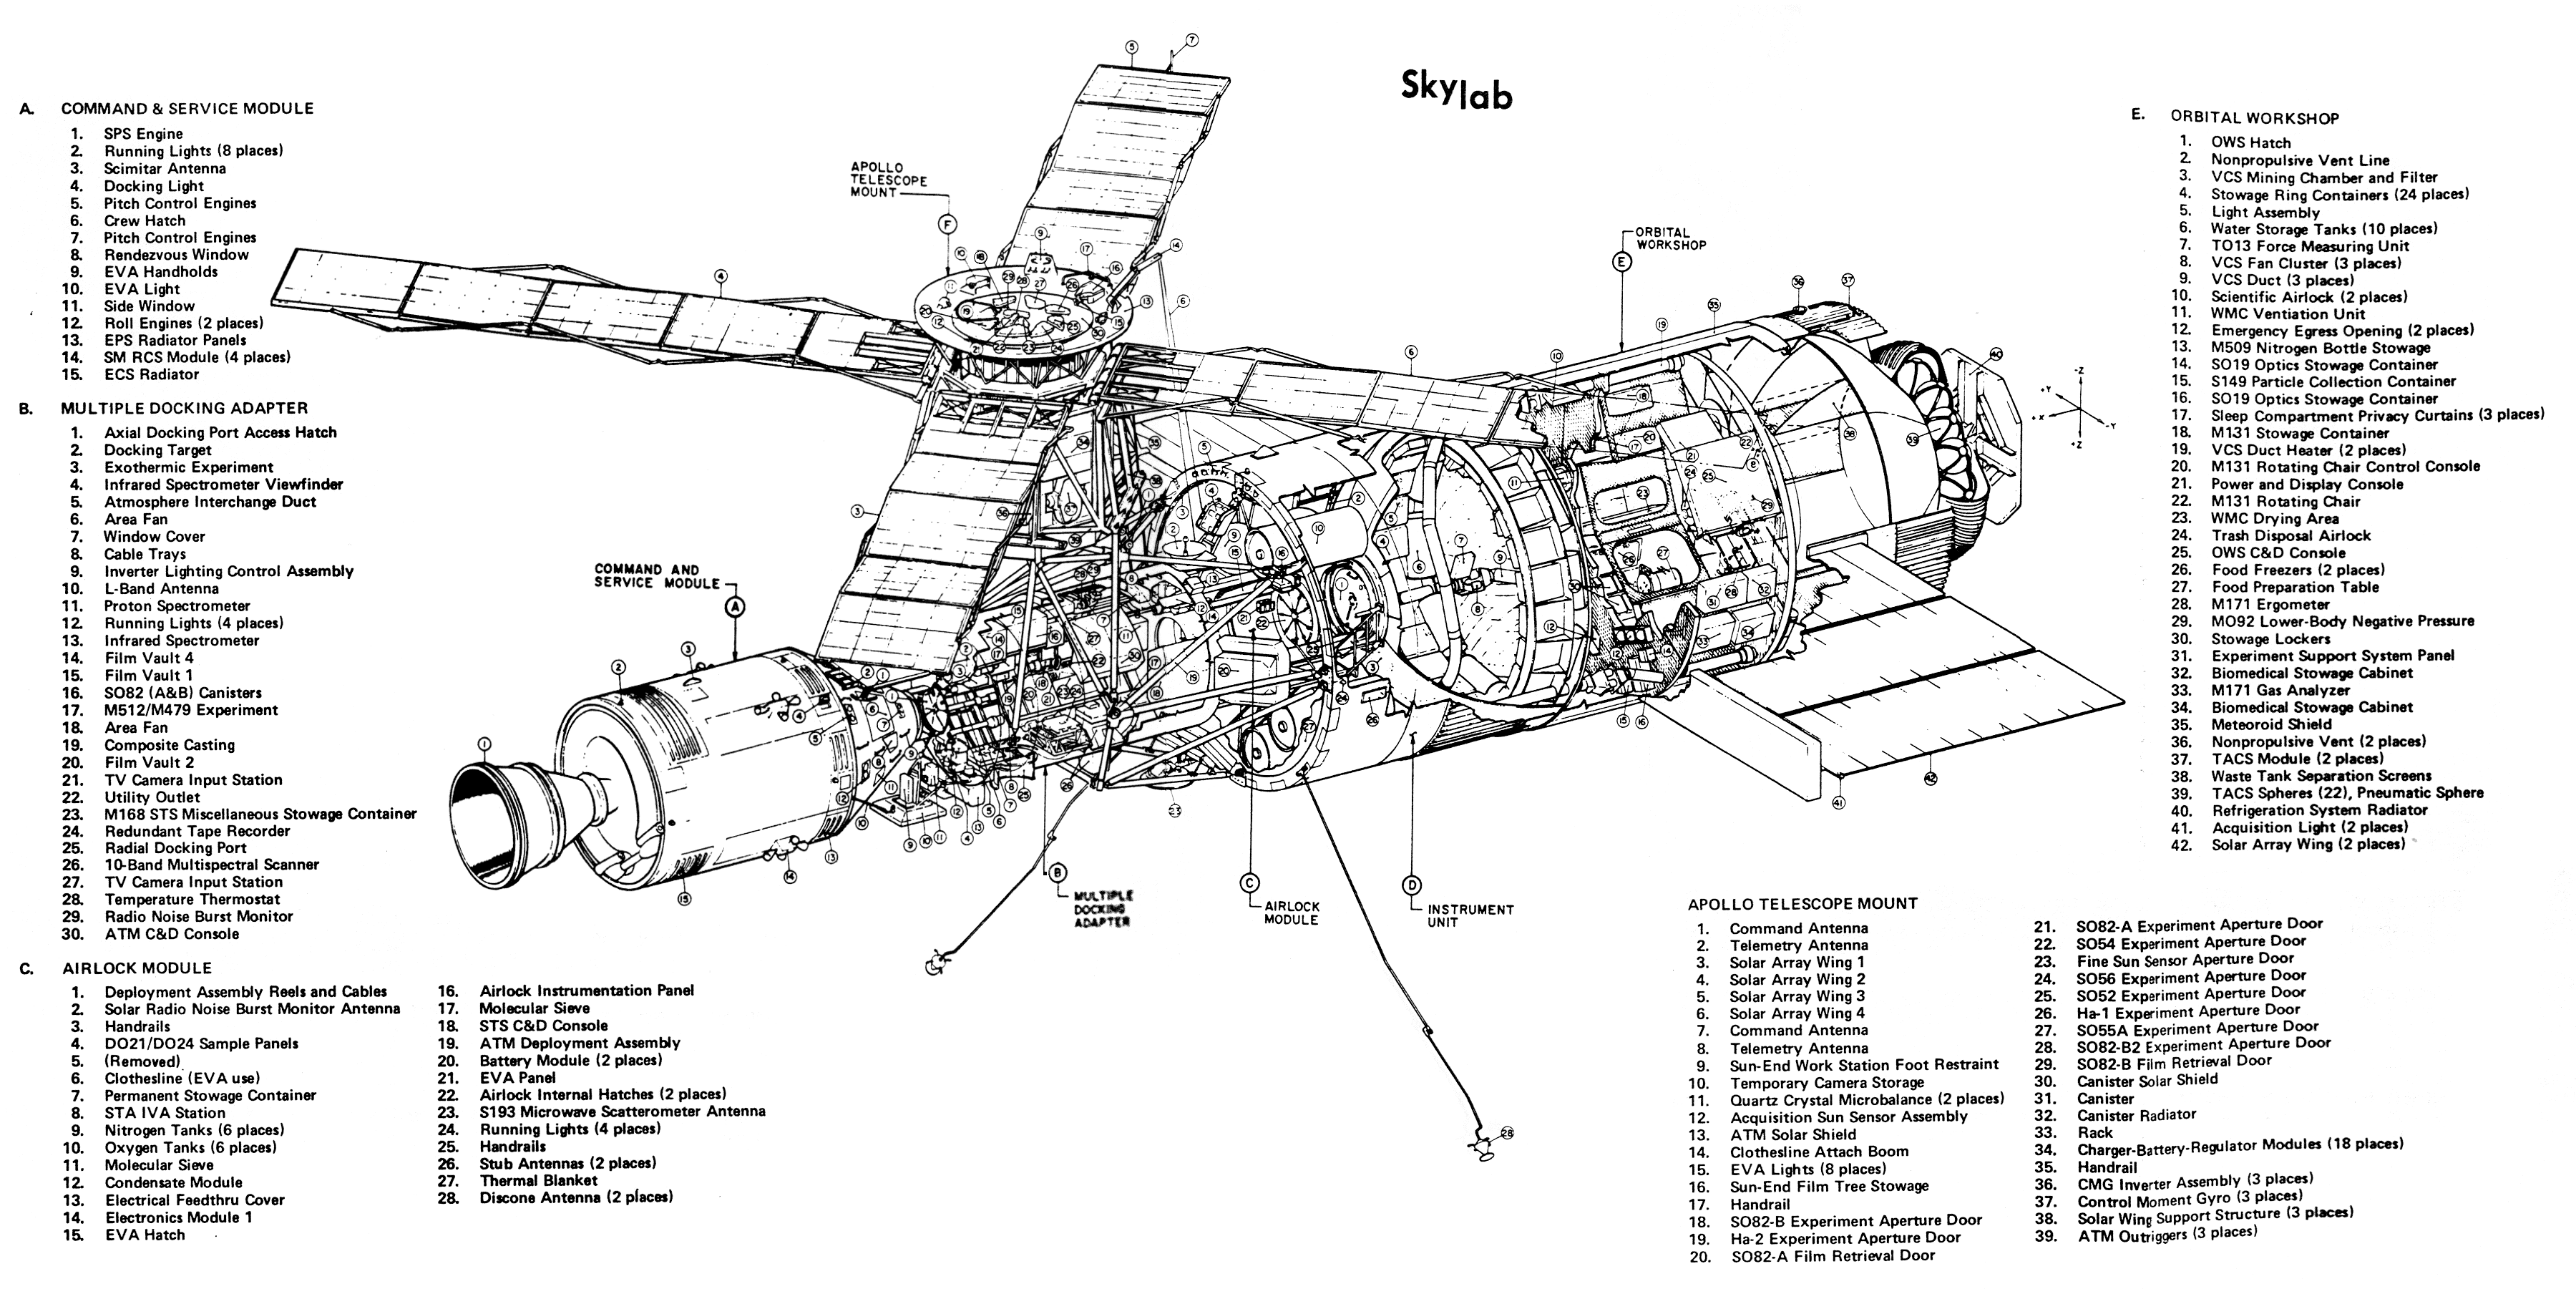 Skylab
A. COMMAND & SERVICE MODULE
1. SPS Engine
2. Running Lights (8 places)
3. Scimitar Antenna
4. Docking Light
5. Pitch Control Engines
6. Crew Hatch
7. Pitch Control Engines
8. Rendezvous Window
9. EVA Handholds
10. EVA Light
11. Side Window
12. Roll Engines (2 places)
13. EPS Radiator Panels
14. SM RCS Module (4 places)
15. ECS Radiator
B. MULTIPLE DOCKING ADAPTER
1. Axial Docking Port Access Hatch
2. Docking Target
3. Exothermic Experiment
4. Infrared Spectrometer Viewfinder
5. Atmosphere Interchange Duct
6. Area Fan
7. Window Cover
8. Cable Trays
9. Inverter Lighting Control Assembly
10. L-Band Antenna
11. Proton Spectrometer
12. Running Lights (4 places)
13. Infrared Spectrometer
14. Film Vault 4
15. Film Vault 1
16. SO82 (A&B) Canisters
17. M512/M479 Experiment
18. Area Fan
19. Composite Casting
20. Film Vault 2
21. TV Camera Input Station
22. Utility Outlet
23. M168 STS Miscellaneous Stowage Container
24. Redundant Tape Recorder
25. Radial Docking Port
26. 10-Band Multispectral Scanner
27. TV Camera Input Station
28. Temperature Thermostat
29. Radio Noise Burst Monitor
30. ATM C&D Console
C. AIRLOCK MODULE
1. Deployment Assembly Reels and Cables
2. Solar Radio Noise Burst Monitor Antenna
3. Handrails
4. DO21/DO24 Sample Panels
5. (Removed)
6. Clothesline (EVA use)
7. Permanent Stowage Container
8. STA IVA Station
9. Nitrogen Tanks (6 places)
10. Oxygen Tanks (6 places)
11. Molecular Sieve
12. Condensate Module
13. Electrical Feedthru Cover
14. Electronics Module 1
15. EVA Hatch
16. Airlock Instrumentation Panel
17. Molecular Sieve
18. STS C&D Console
19. ATM Deployment Assembly
20. Battery Module (2 places)
21. EVA Panel
22. Airlock Internal Hatches (2 places)
23. S193 Microwave Scatterometer Antenna
24. Running Lights (4 places)
25. Handrails
26. Stub Antennas (2 places)
27. Thermal Blanket
28. Discone Antenna (2 places)
APOLLO
TELESCOPE
MOUNT
F
ORBITAL
WORKSHOP
E
COMMAND AND
SERVICE MODULE
A
B
MULTIPLE
DOCKING
ADAPTER
C
AIRLOCK
MODULE
D
INSTRUMENT
UNIT
-Z
+Y
+X
-Y
+Z
E. ORBITAL WORKSHOP
1. OWS Hatch
2. Nonpropulsive Vent Line
3. VCS Mining Chamber and Filter
4. Stowage Ring Containers (24 places)
5. Light Assembly
6. Water Storage Tanks (10 places)
7. TO13 Force Measuring Unit
8. VCS Fan Cluster (3 places)
9. VCS Duct (3 places)
10. Scientific Airlock (2 places)
11. WMC Ventiation Unit
12. Emergency Egress Opening (2 places)
13. M509 Nitrogen Bottle Stowage
14. SO19 Optics Stowage Container
15. S149 Particle Collection Container
16. SO19 Optics Stowage Container
17. Sleep Compartment Privacy Curtains (3 places)
18. M131 Stowage Container
19. VCS Duct Heater (2 places)
20. M131 Rotating Chair Control Console
21. Power and Display Console
22. M131 Rotating Chair
23. WMC Drying Area
24. Trash Disposal Airlock
25. OWS C&D Console
26. Food Freezers (2 places)
27. Food Preparation Table
28. M171 Ergometer
29. MO92 Lower-Body Negative Pressure
30. Stowage Lockers
31. Experiment Support System Panel
32. Biomedical Stowage Cabinet
33. M171 Gas Analyzer
34. Biomedical Stowage Cabinet
35. Meteoroid Shield
36. Nonpropulsive Vent (2 places)
37. TACS Module (2 places)
38. Waste Tank Separation Screens
39. TACS Spheres (22), Pneumatic Sphere
40. Refrigeration System Radiator
41. Acquisition Light (2 places)
42. Solar Array Wing (2 places)
APOLLO TELESCOPE MOUNT
1. Command Antenna
2. Telemetry Antenna
3. Solar Array Wing 1
4. Solar Array Wing 2
5. Solar Array Wing 3
6. Solar Array Wing 4
7. Command Antenna
8. Telemetry Antenna
9. Sun-End Work Station Foot Restraint
10. Temporary Camera Storage
11. Quartz Crystal Microbalance (2 places)
12. Acquisition Sun Sensor Assembly
13. ATM Solar Shield
14. Clothesline Attach Boom
15. EVA Lights (8 places)
16. Sun-End Film Tree Stowage
17. Handrail
18. SO82-B Experiment Aperture Door
19. Ha-2 Experiment Aperture Door
20. SO82-A Film Retrieval Door
21. SO82-A Experiment Aperture Door
22. SO54 Experiment Aperture Door
23. Fine Sun Sensor Aperture Door
24. SO56 Experiment Aperture Door
25. SO52 Experiment Aperture Door
26. Ha-1 Experiment Aperture Door
27. SO55A Experiment Aperture Door
28. SO82-B2 Experiment Aperture Door
29. SO82-B Film Retrieval Door
30. Canister Solar Shield
31. Canister
32. Canister Radiator
33. Rack
34. Charger-Battery-Regulator Modules (18 places)
35. Handrail
36. CMG Inverter Assembly (3 places)
37. Control Moment Gyro (3 places)
38. Solar Wing Support Structure (3 places)
39. ATM Outriggers (3 places)